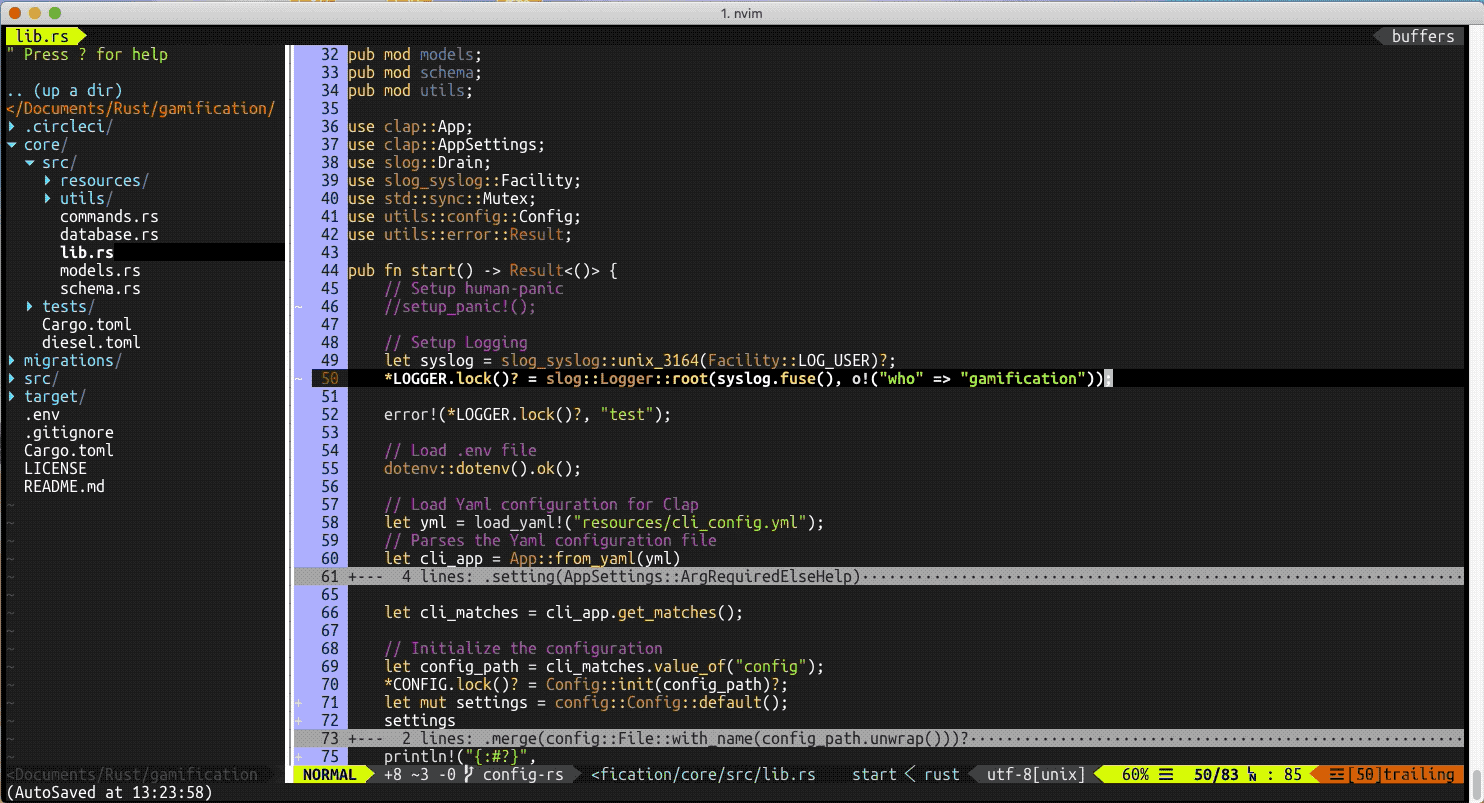 1. nvim
lib.rs
buffers
" Press ? for help
.. (up a dir)
</Documents/Rust/gamification/
▸ .circleci/
▾ core/
▾ src/
▸ resources/
▸ utils/
commands.rs
database.rs
lib.rs
models.rs
schema.rs
▸ tests/
Cargo.toml
diesel.toml
▸ migrations/
▸ src/
▸ target/
.env
.gitignore
Cargo.toml
LICENSE
README.md
<Documents/Rust/gamification
32 pub mod models;
33 pub mod schema;
34 pub mod utils;
35
36 use clap::App;
37 use clap::AppSettings;
38 use slog::Drain;
39 use slog_syslog::Facility;
40 use std::sync::Mutex;
41 use utils::config::Config;
42 use utils::error::Result;
43
44 pub fn start() -> Result<()> {
45     // Setup human-panic
~ 46     //setup_panic!();
47
48     // Setup Logging
49     let syslog = slog_syslog::unix_3164(Facility::LOG_USER)?;
~ 50     *LOGGER.lock()? = slog::Logger::root(syslog.fuse(), o!("who" => "gamification"));
51
52     error!(*LOGGER.lock()?, "test");
53
54     // Load .env file
55     dotenv::dotenv().ok();
56
57     // Load Yaml configuration for Clap
58     let yml = load_yaml!("resources/cli_config.yml");
59     // Parses the Yaml configuration file
60     let cli_app = App::from_yaml(yml)
61 +---  4 lines: .setting(AppSettings::ArgRequiredElseHelp)
65
66     let cli_matches = cli_app.get_matches();
67
68     // Initialize the configuration
69     let config_path = cli_matches.value_of("config");
70     *CONFIG.lock()? = Config::init(config_path)?;
+ 71     let mut settings = config::Config::default();
+ 72     settings
73 +---  2 lines: .merge(config::File::with_name(config_path.unwrap()))?
+ 75     println!("{:#?}",
NORMAL +8 ~3 -0 config-rs <fication/core/src/lib.rs start < rust utf-8[unix] 60% ☰ 50/83 ㏑ : 85 ☲[50]trailing
(AutoSaved at 13:23:58)